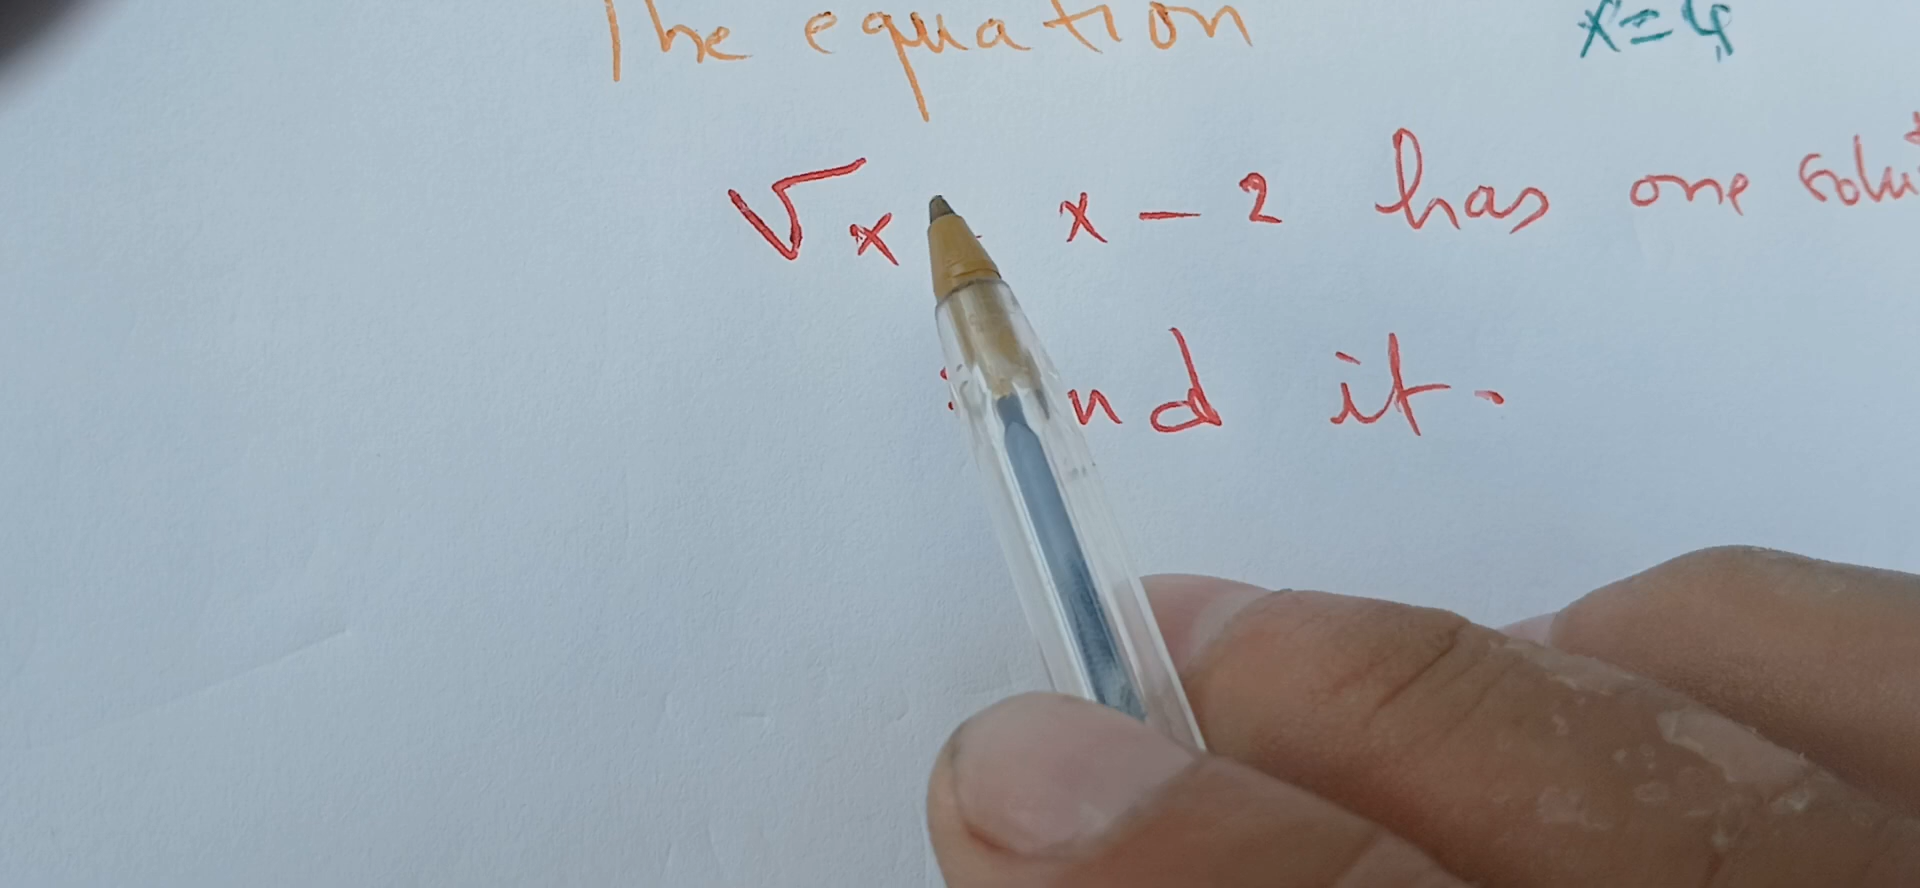 The equation x=4
√x x-2 has one
nd it.